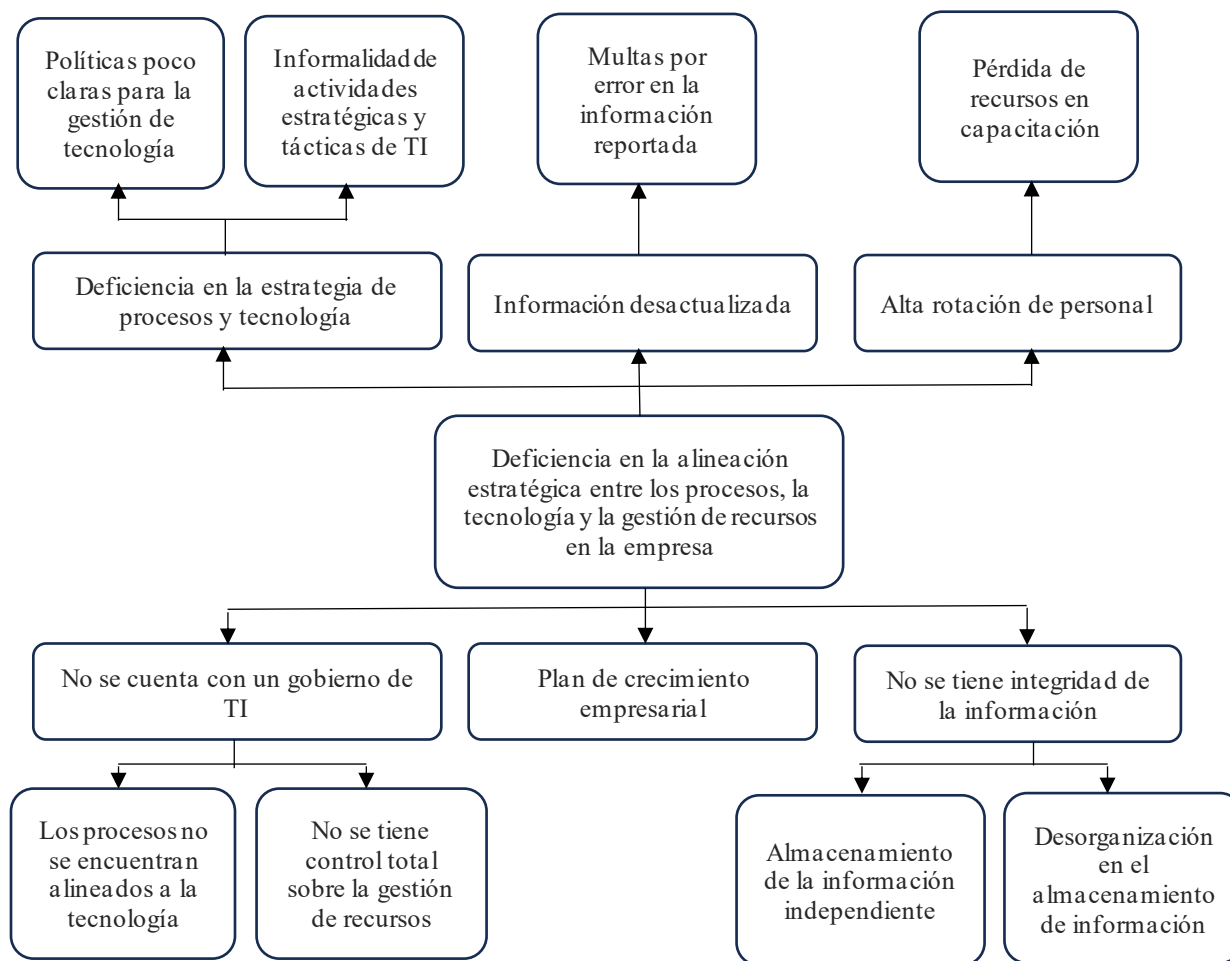 Políticas poco
claras para la
gestión de
tecnología
Informalidad de
actividades
estratégicas y
tácticas de TI
Multas por
error en la
información
reportada
Pérdida de
recursos en
capacitación
Deficiencia en la estrategia de
procesos y tecnología
Información desactualizada
Alta rotación de personal
Deficiencia en la alineación
estratégica entre los procesos, la
tecnología y la gestión de recursos
en la empresa
No se cuenta con un gobierno de
TI
Plan de crecimiento
empresarial
No se tiene integridad de
la información
Los procesos no
se encuentran
alineados a la
tecnología
No se tiene
control total
sobre la gestión
de recursos
Almacenamiento
de la información
independiente
Desorganización
en el
almacenamiento
de información